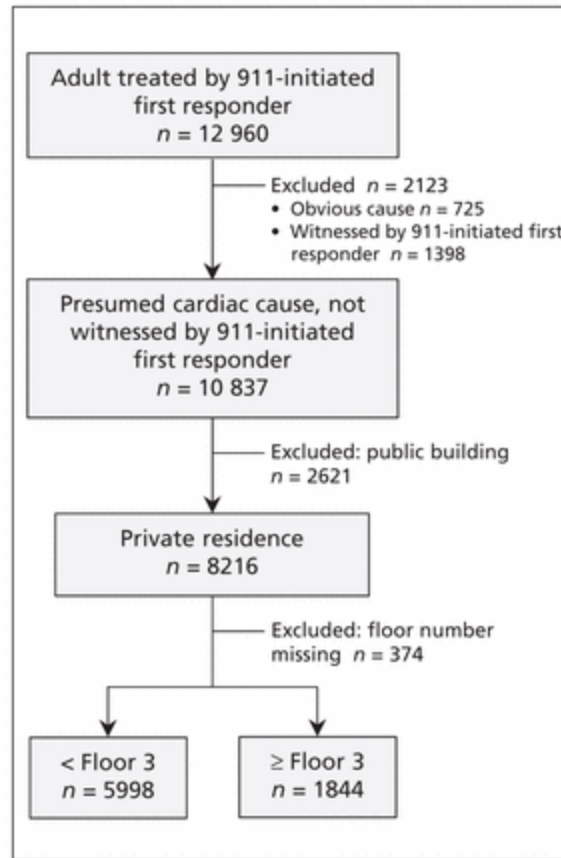 Adult treated by 911-initiated
first responder
n = 12 960
Excluded n = 2123
• Obvious cause n = 725
• Witnessed by 911-initiated first
responder n = 1398
Presumed cardiac cause, not
witnessed by 911-initiated
first responder
n = 10 837
Excluded: public building
n = 2621
Private residence
n = 8216
Excluded: floor number
missing n = 374
< Floor 3
n = 5998
≥ Floor 3
n = 1844